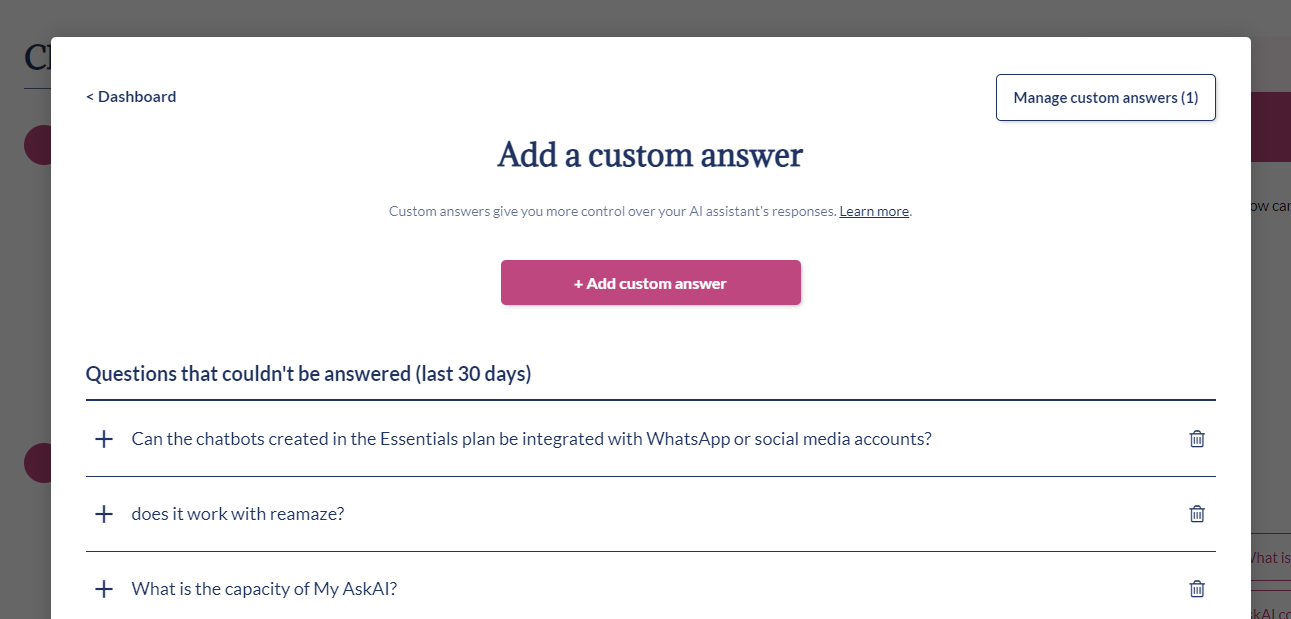 < Dashboard
Manage custom answers (1)
Add a custom answer
Custom answers give you more control over your AI assistant's responses. Learn more.
+ Add custom answer
Questions that couldn't be answered (last 30 days)
Can the chatbots created in the Essentials plan be integrated with WhatsApp or social media accounts?
does it work with reamaze?
What is the capacity of My AskAI?